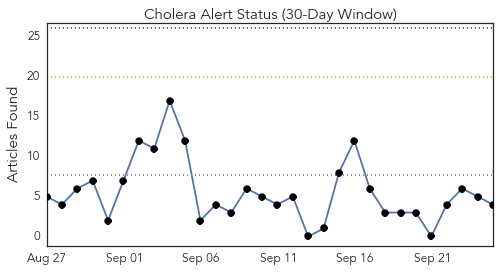 Cholera Alert Status (30-Day Window)
Articles Found
25
20
15
10
5
0
Aug 27
Sep 01
Sep 06
Sep 11
Sep 16
Sep 21